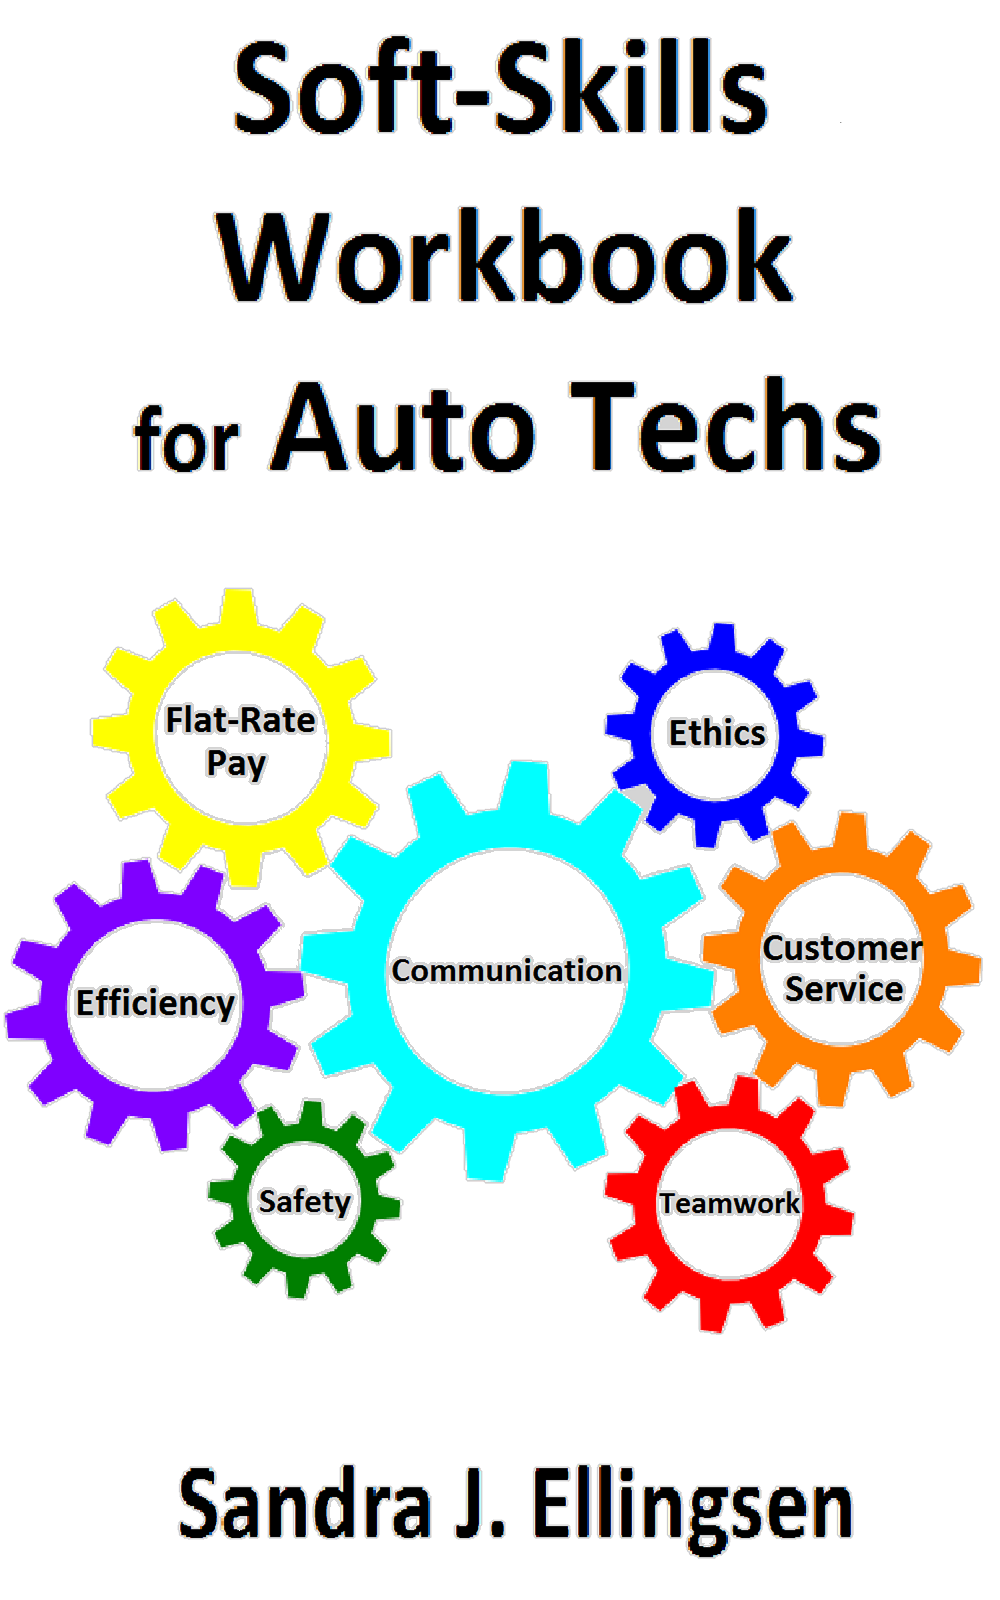 Soft-Skills
Workbook
for Auto Techs
Flat-Rate
Pay
Ethics
Communication
Customer
Service
Efficiency
Safety
Teamwork
Sandra J. Ellingsen